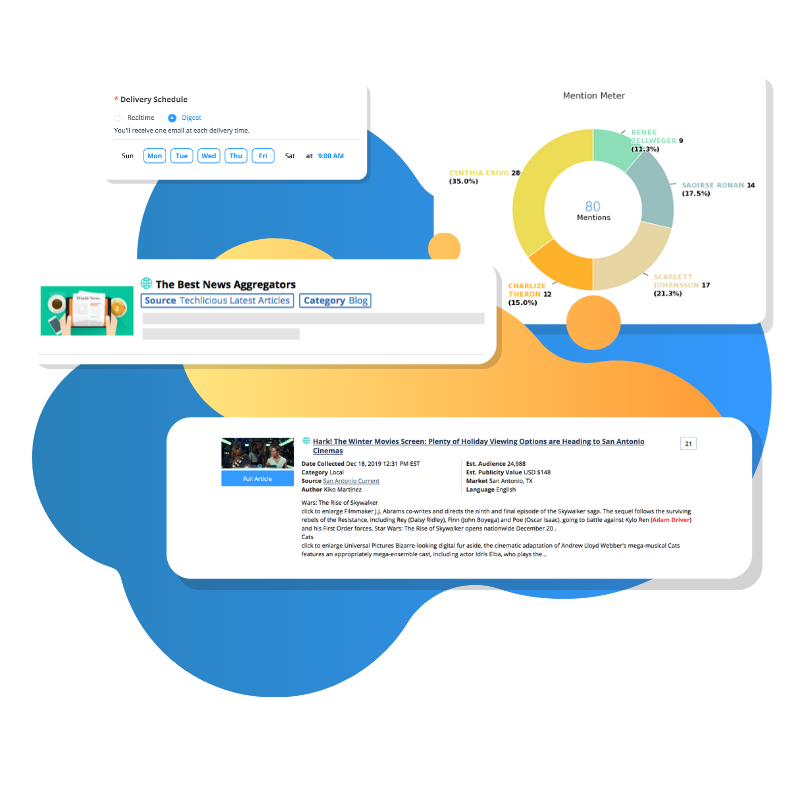 * Delivery Schedule
Realtime Digest
You'll receive one email at each delivery time.
Sun Mon Tue Wed Thu Fri Sat at 9:00 AM
Mention Meter
RENÉE
ZELLWEGER 9
(11.3%)
CYNTHIA ERIVO 28
(35.0%)
SAOIRSE RONAN 14
(17.5%)
80
Mentions
SCARLETT
JOHANSSON 17
(21.3%)
CHARLIZE
THERON 12
(15.0%)
World News
The Best News Aggregators
Source Techlicious Latest Articles Category Blog
Hark! The Winter Movies Screen: Plenty of Holiday Viewing Options are Heading to San Antonio
Cinemas
21
Full Article
Date Collected Dec 18, 2019 12:31 PM EST
Category Local
Source San Antonio Current
Author Kiko Martinez
Est. Audience 24,988
Est. Publicity Value USD $148
Market San Antonio, TX
Language English
Wars: The Rise of Skywalker
click to enlarge Filmmaker J.J. Abrams co-writes and directs the ninth and final episode of the Skywalker saga. The sequel follows the surviving
rebels of the Resistance, including Rey (Daisy Ridley), Finn (John Boyega) and Poe (Oscar Isaac), going to battle against Kylo Ren (Adam Driver)
and his First Order forces. Star Wars: The Rise of Skywalker opens nationwide December 20 .
Cats
click to enlarge Universal Pictures Bizarre-looking digital fur aside, the cinematic adaptation of Andrew Lloyd Webber's mega-musical Cats
features an appropriately mega-ensemble cast, including actor Idris Elba, who plays the...